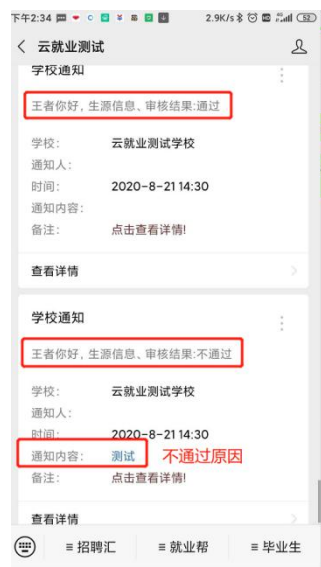 下午2:34 2.9K/s 52
云就业测试
学校通知
王者你好，生源信息、审核结果:通过
学校: 云就业测试学校
通知人:
时间: 2020-8-21 14:30
通知内容:
备注: 点击查看详情!
查看详情
学校通知
王者你好，生源信息、审核结果:不通过
学校: 云就业测试学校
通知人:
时间: 2020-8-21 14:30
通知内容: 测试 不通过原因
备注: 点击查看详情!
查看详情
≡ 招聘汇 ≡ 就业帮 ≡ 毕业生